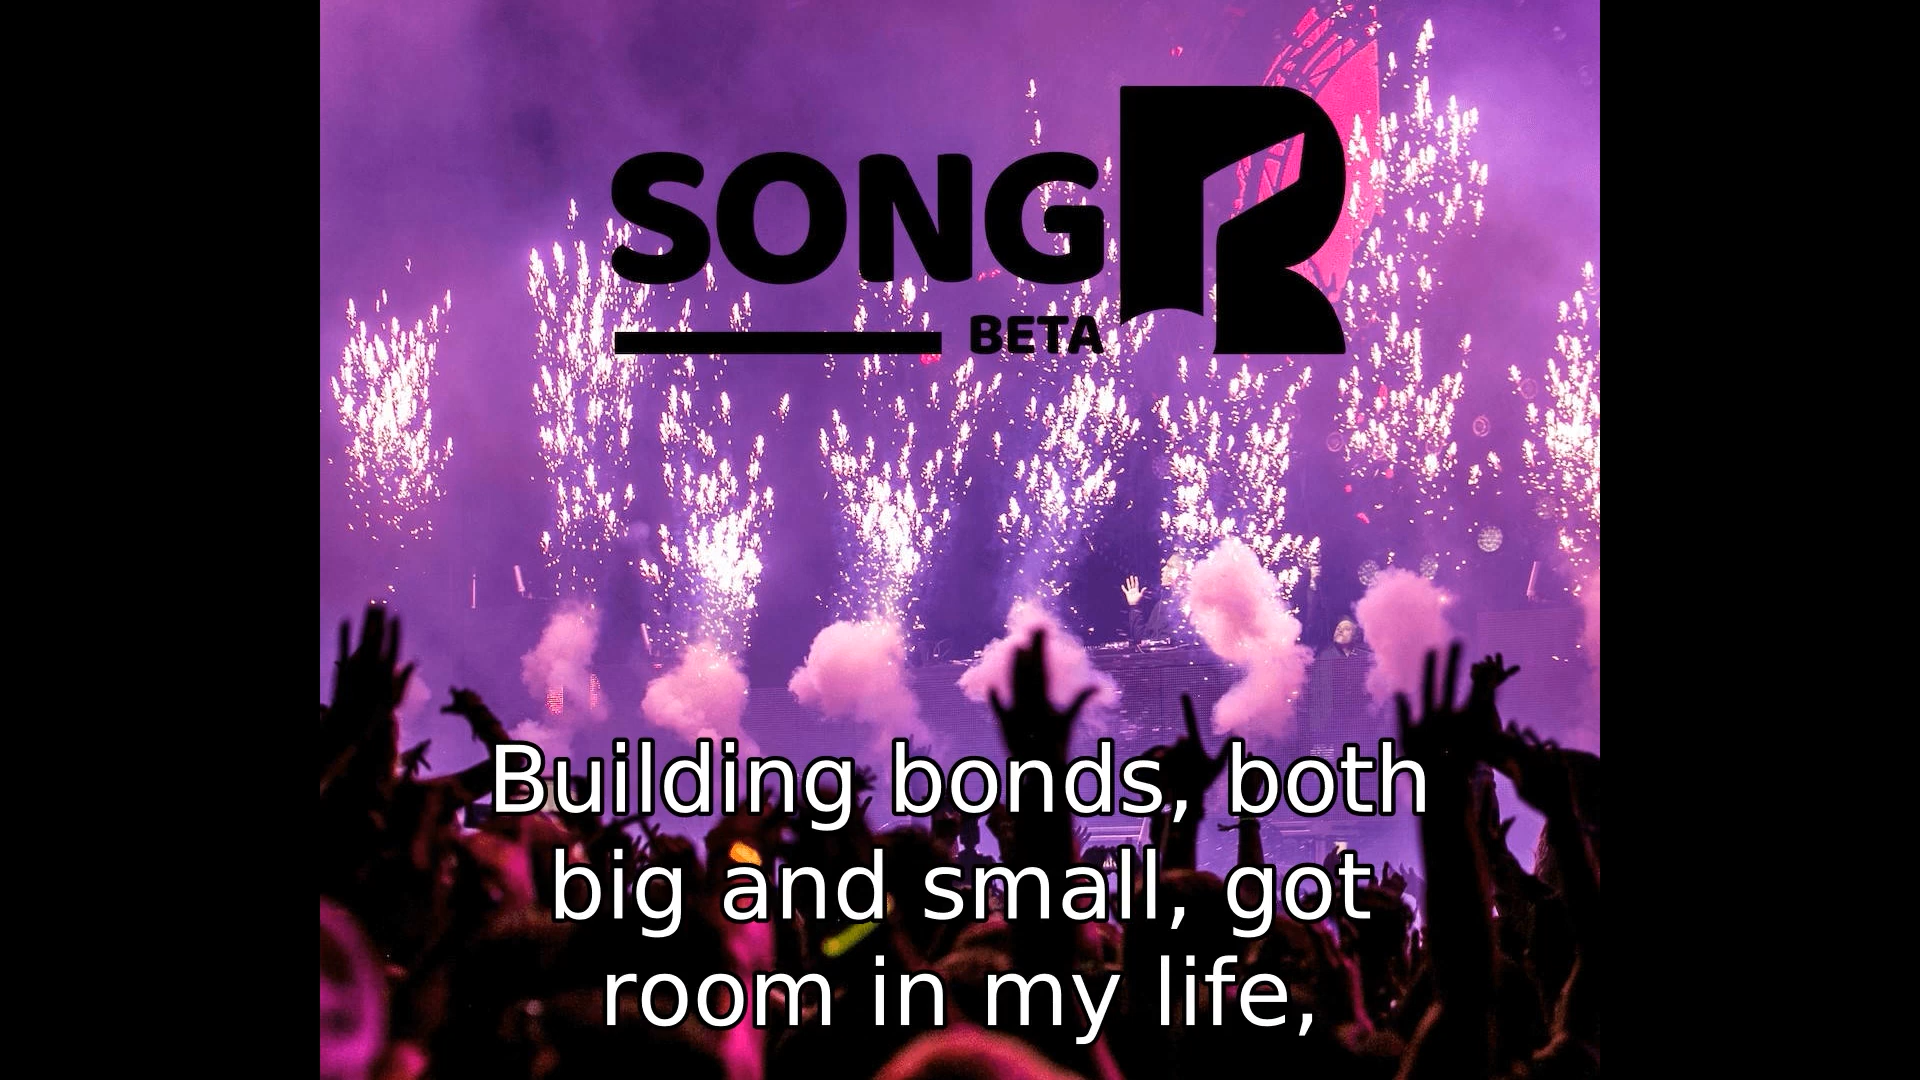 SONGR
BETA
Building bonds, both
big and small, got
room in my life,